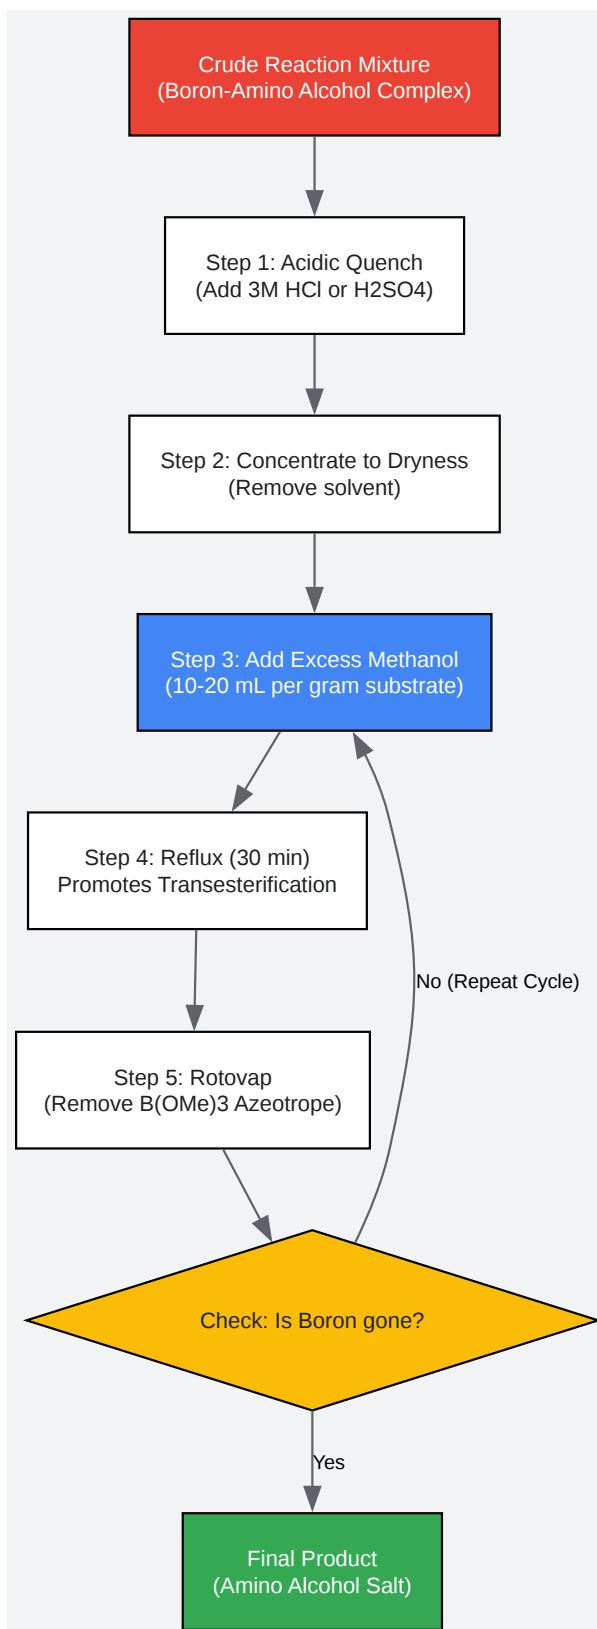 Crude Reaction Mixture
(Boron-Amino Alcohol Complex)
Step 1: Acidic Quench
(Add 3M HCl or H2SO4)
Step 2: Concentrate to Dryness
(Remove solvent)
Step 3: Add Excess Methanol
(10-20 mL per gram substrate)
Step 4: Reflux (30 min)
Promotes Transesterification
No (Repeat Cycle)
Step 5: Rotovap
(Remove B(OMe)3 Azeotrope)
Check: Is Boron gone?
Yes
Final Product
(Amino Alcohol Salt)